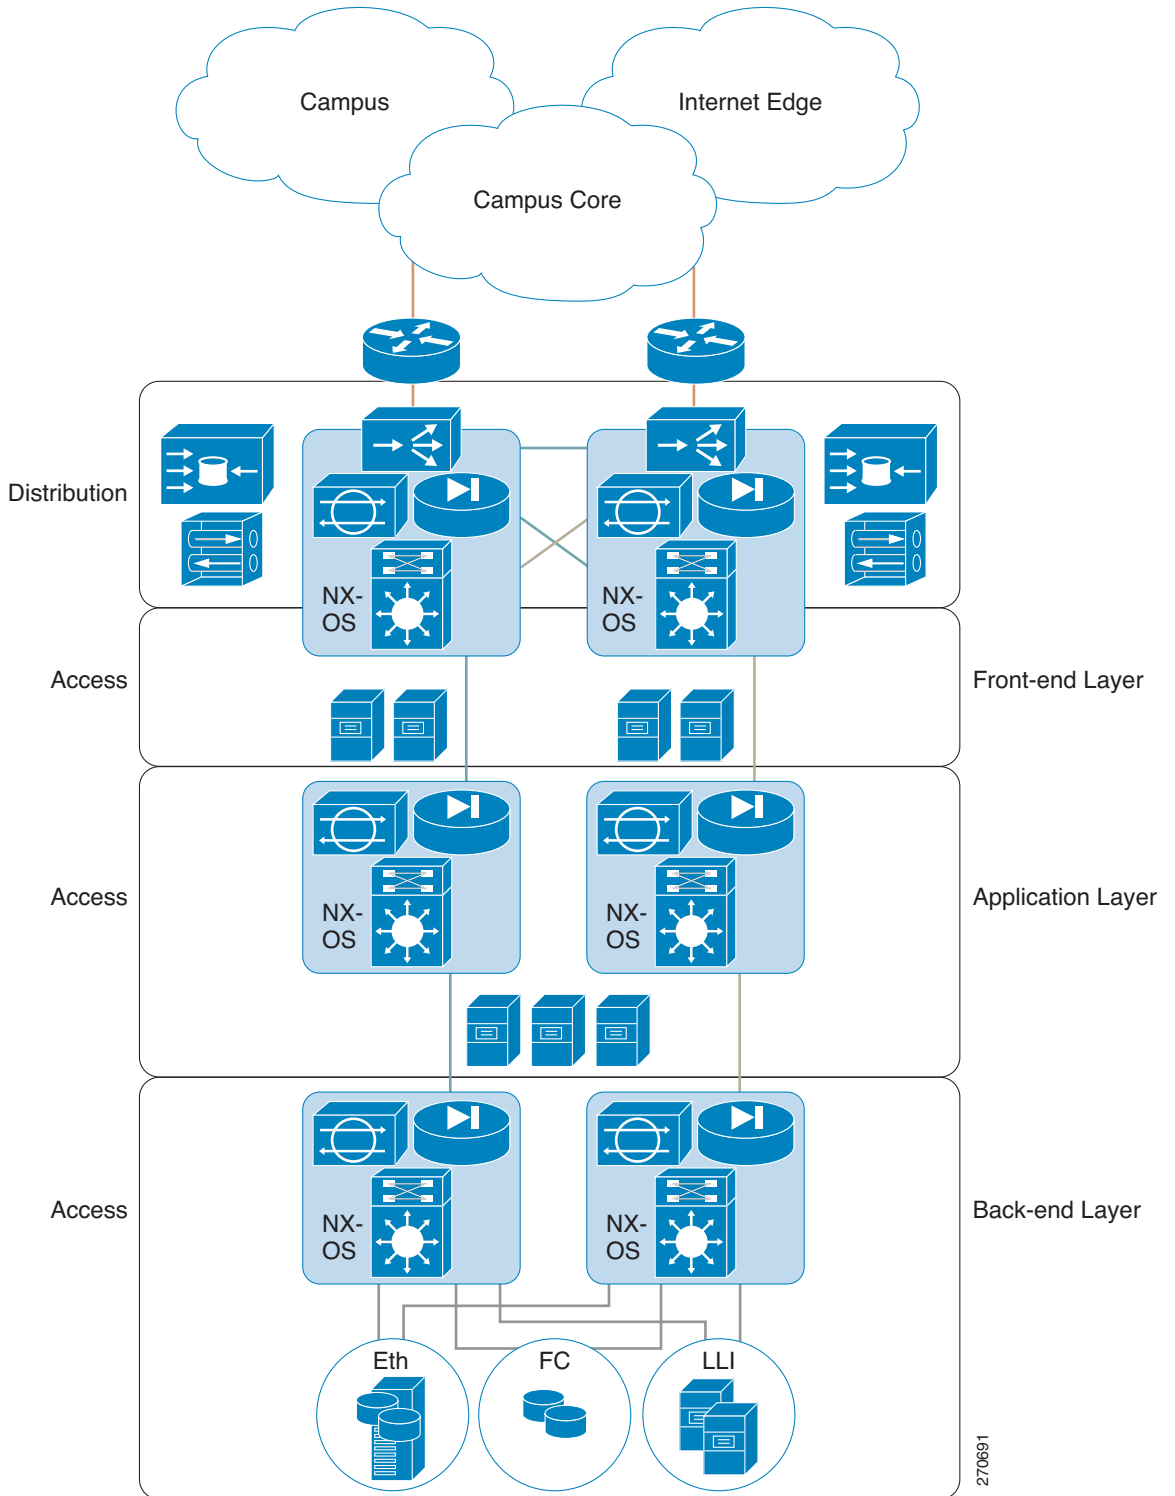 Campus
Internet Edge
Campus Core
Distribution
NX-
OS
NX-
OS
Access
Front-end Layer
Access
NX-
OS
NX-
OS
Application Layer
Access
NX-
OS
NX-
OS
Back-end Layer
Eth
FC
LLI
270691